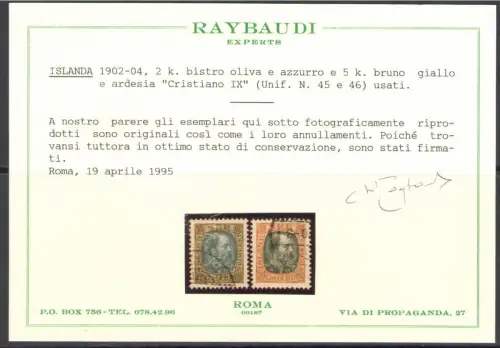 RAYBAUDI
EXPERTS
ISLANDA 1902-04, 2 k. bistro oliva e azzurro e 5 k. bruno giallo
e ardesia "Cristiano IX" (Unif. N. 45 e 46) usati.
A nostro parere gli esemplari qui sotto fotograficamente ripro-
dotti sono originali così come i loro annullamenti. Poiché tro-
vansi tuttora in ottimo stato di conservazione, sono stati firma-
ti.
Roma, 19 aprile 1995
ROMA
00187
P.O. BOX 756 - TEL. 678.42.96
VIA DI PROPAGANDA, 27